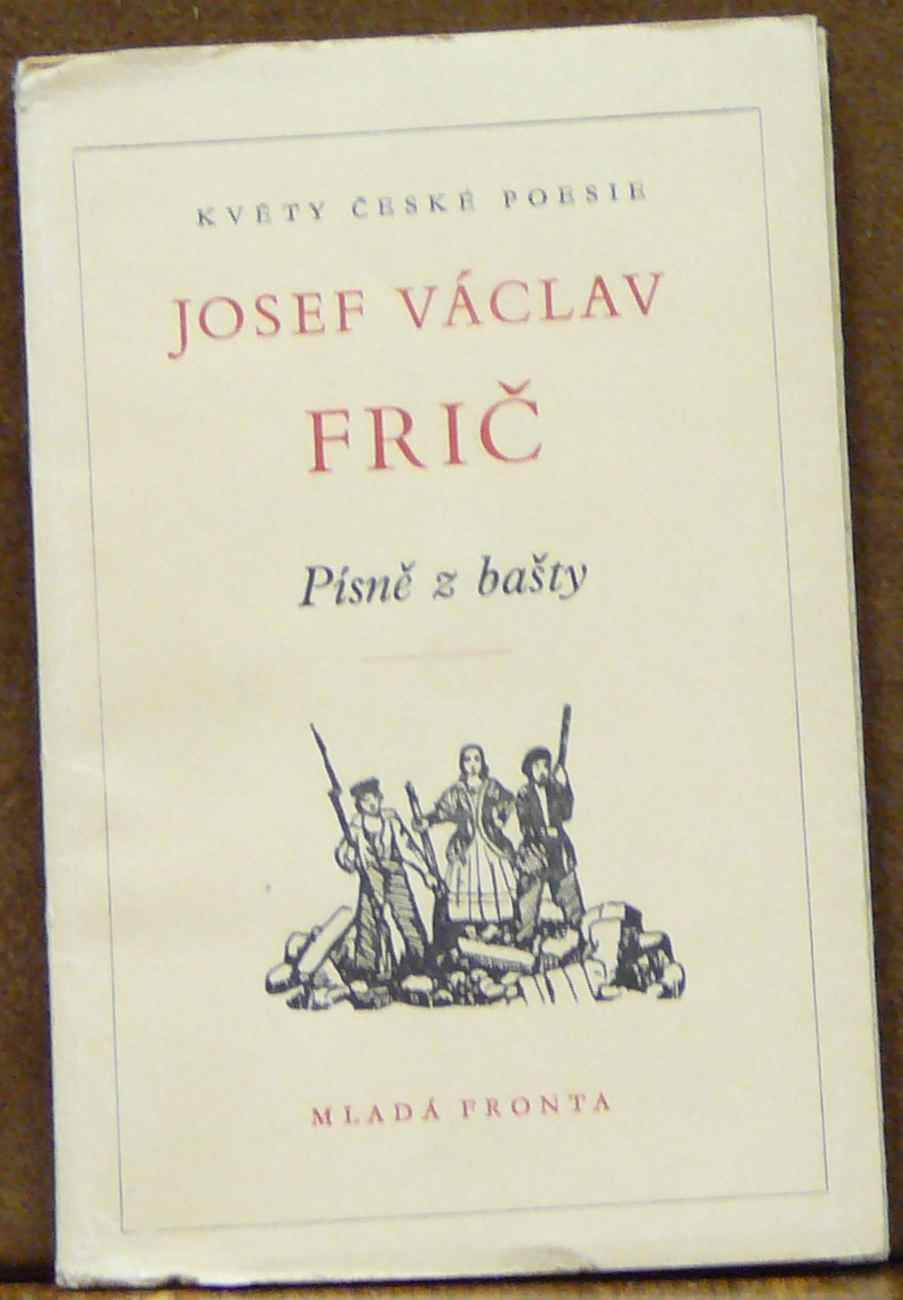 KVĚTY ČESKÉ POESIE
JOSEF VÁCLAV
FRIČ
Písně z bašty
MLADÁ FRONTA